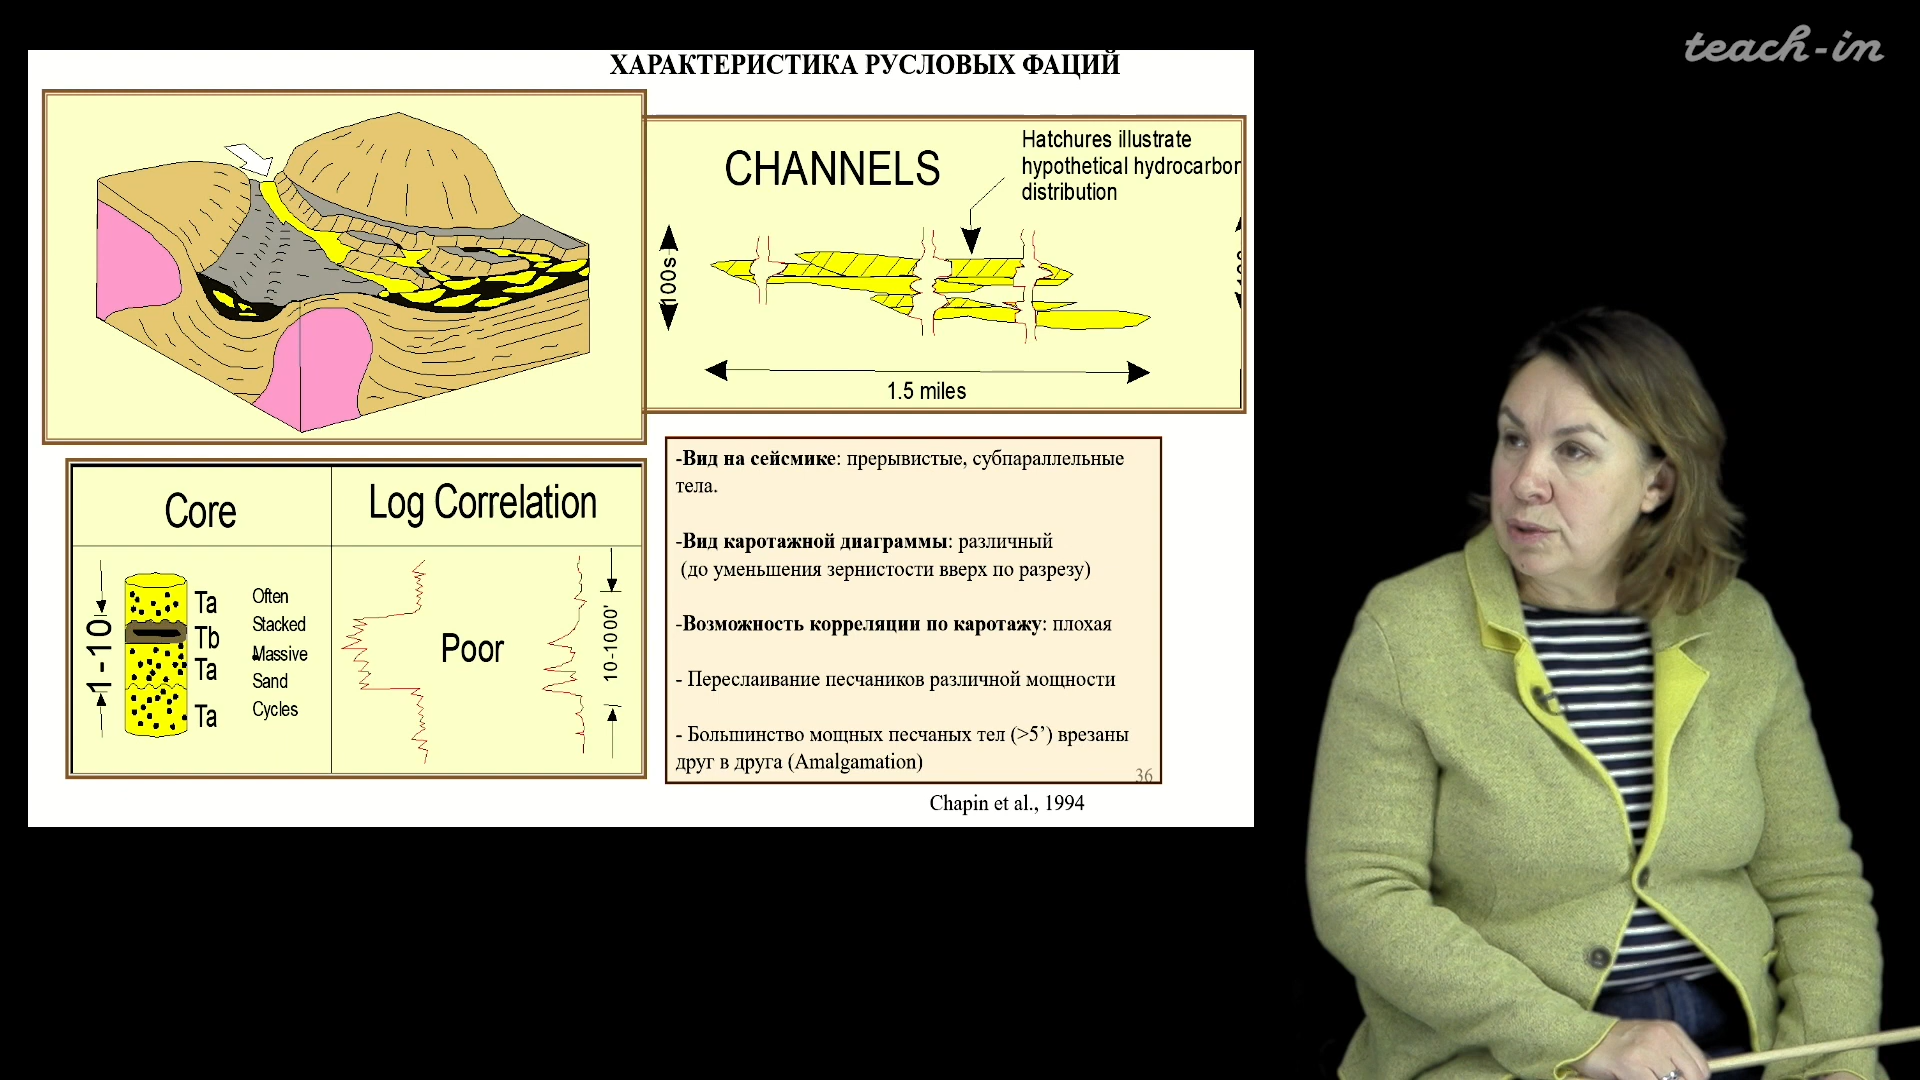 teach-in
ХАРАКТЕРИСТИКА РУСЛОВЫХ ФАЦИЙ
CHANNELS
Hatchures illustrate
hypothetical hydrocarbon
distribution
100s
1.5 miles
Core
Log Correlation
1-10
Ta
Tb
Ta
Ta
Often
Stacked
Massive
Sand
Cycles
Poor
10-1000'
-Вид на сейсмике: прерывистые, субпараллельные
тела.
-Вид каротажной диаграммы: различный
(до уменьшения зернистости вверх по разрезу)
-Возможность корреляции по каротажу: плохая
- Переслаивание песчаников различной мощности
- Большинство мощных песчаных тел (>5’) врезаны
друг в друга (Amalgamation)
36
Chapin et al., 1994